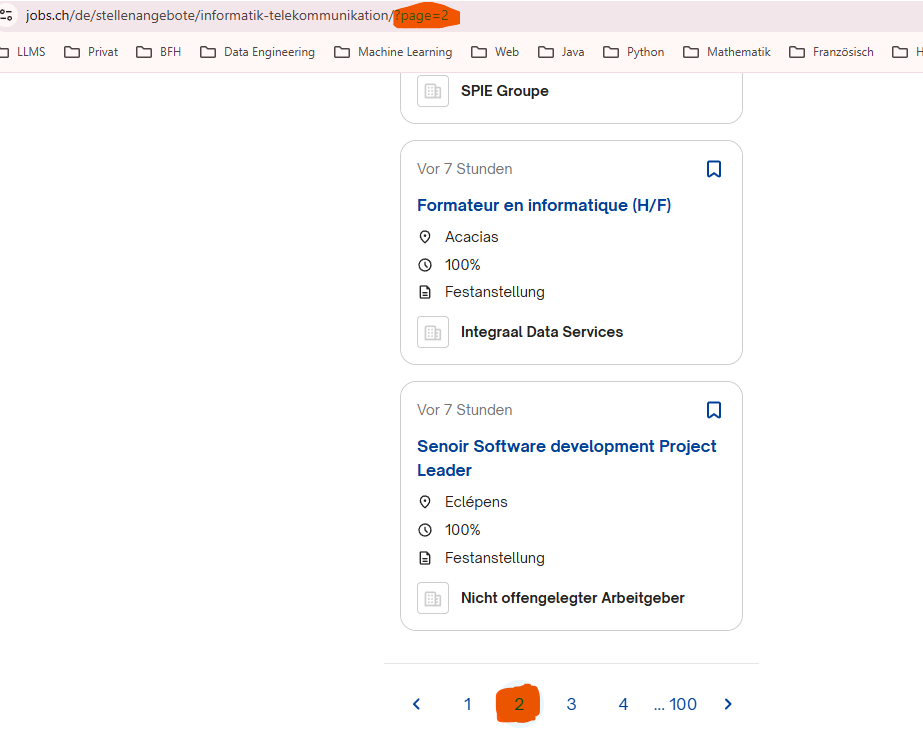 jobs.ch/de/stellenangebote/informatik-telekommunikation/?page=2
LLMS Privat BFH Data Engineering Machine Learning Web Java Python Mathematik Französisch H
SPIE Groupe
Vor 7 Stunden
Formateur en informatique (H/F)
Acacias
100%
Festanstellung
Integraal Data Services
Vor 7 Stunden
Senoir Software development Project
Leader
Eclépens
100%
Festanstellung
Nicht offengelegter Arbeitgeber
1 2 3 4 ... 100